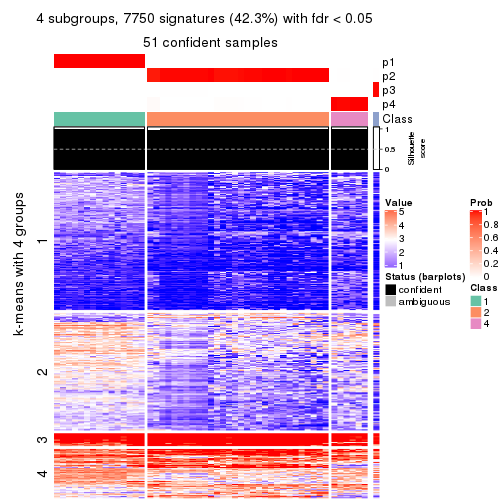 4 subgroups, 7750 signatures (42.3%) with fdr < 0.05
51 confident samples
p1
p2
p3
p4
Class
1
0.5
0
Silhouette
score
k-means with 4 groups
1
2
3
4
Value
5
4
3
2
1
Status (barplots)
confident
ambiguous
Prob
1
0.8
0.6
0.4
0.2
0
Class
1
2
4